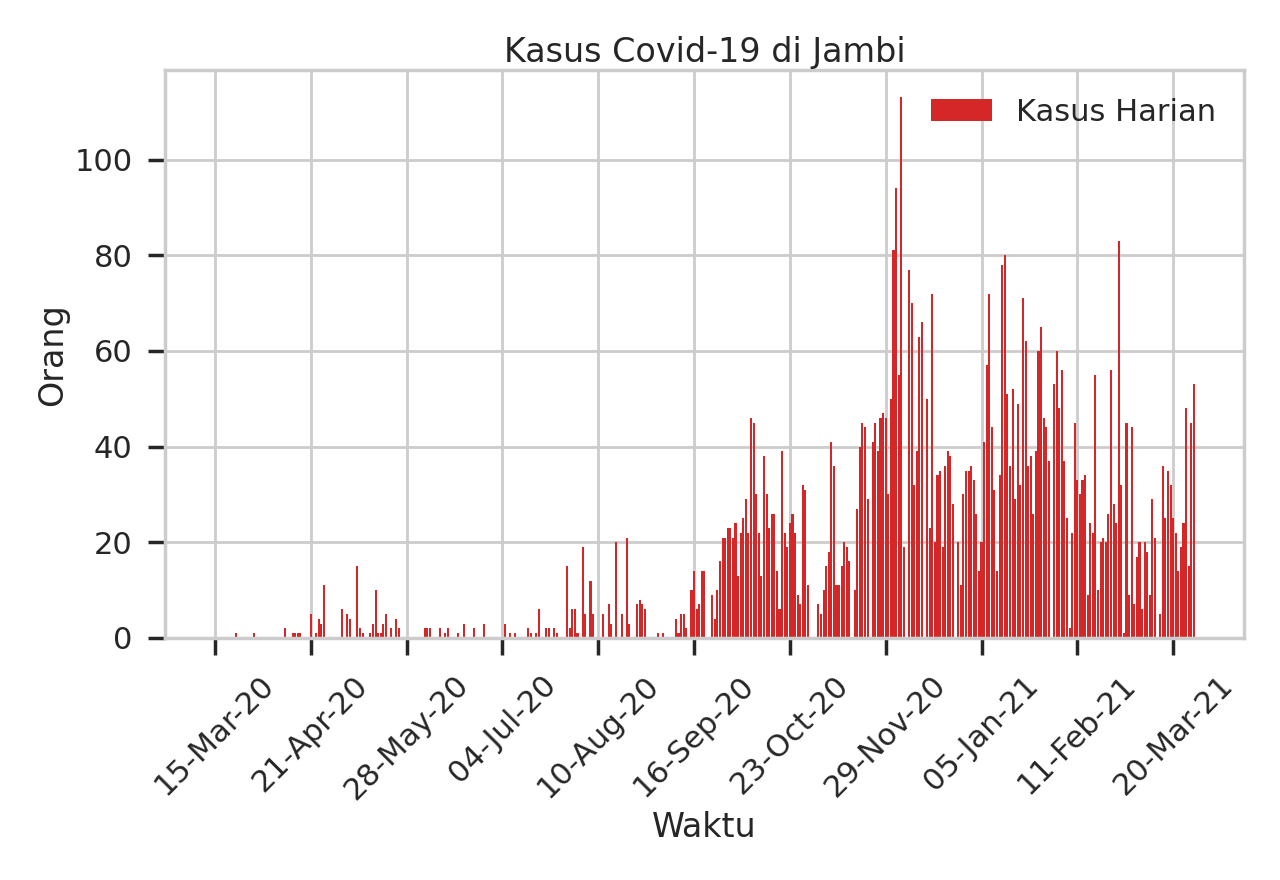 Kasus Covid-19 di Jambi
Kasus Harian
Orang
100
80
60
40
20
0
15-Mar-20
21-Apr-20
28-May-20
04-Jul-20
10-Aug-20
16-Sep-20
23-Oct-20
29-Nov-20
05-Jan-21
11-Feb-21
20-Mar-21
Waktu